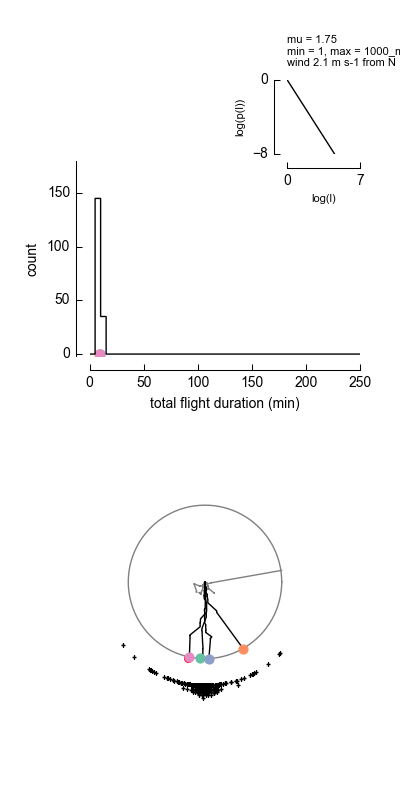 mu = 1.75
min = 1, max = 1000_m
wind 2.1 m s-1 from N
0
log(p(l))
−8
0 7
log(l)
150
100
count
50
0
0 50 100 150 200 250
total flight duration (min)